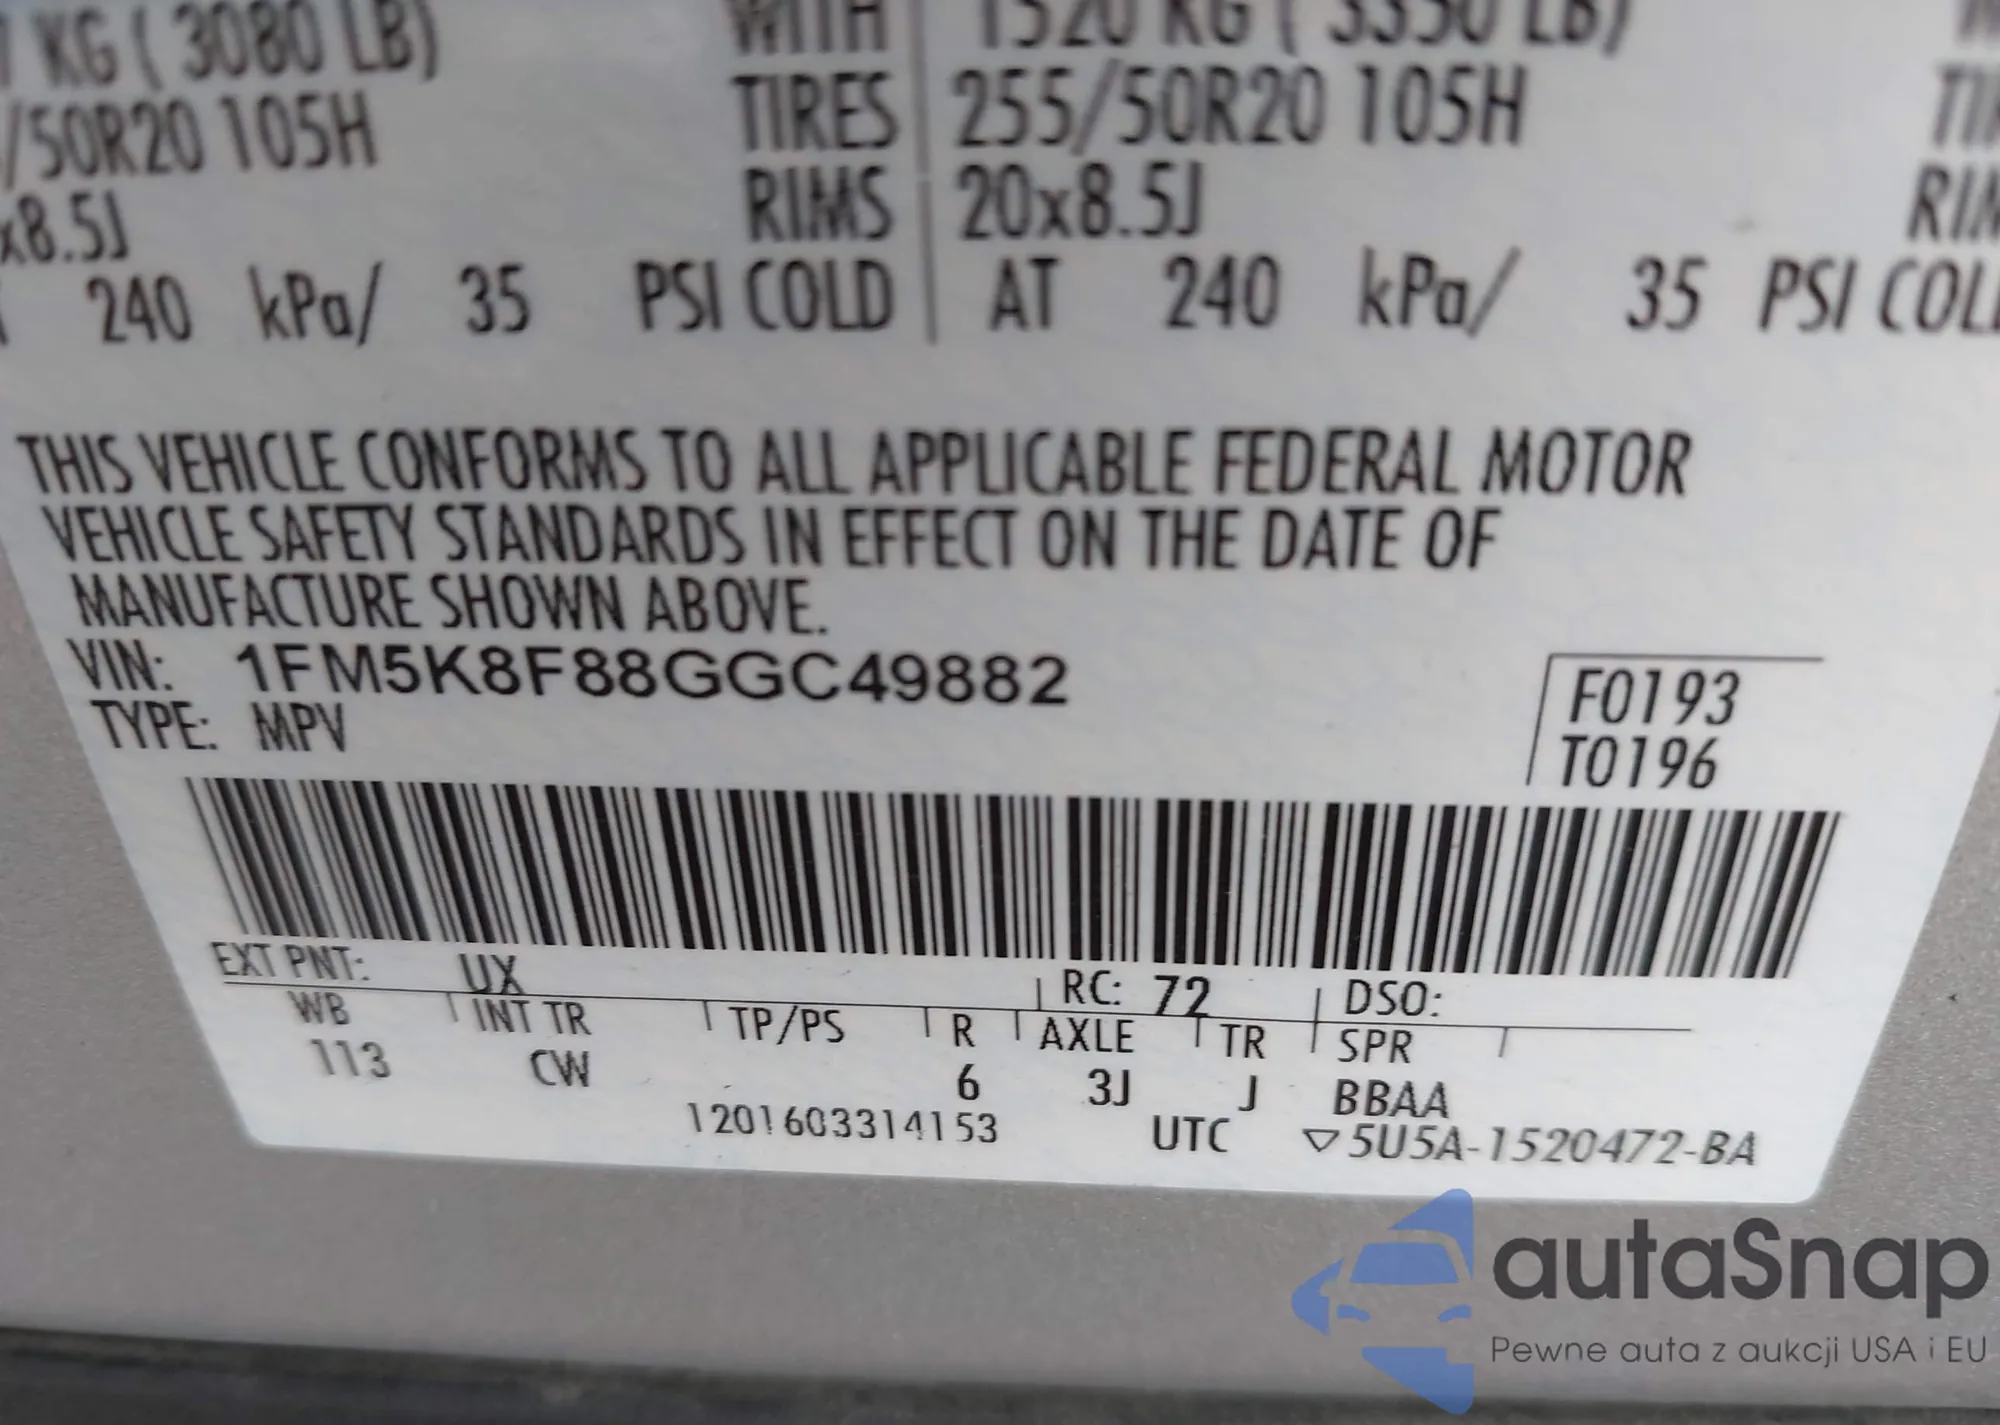 KG ( 3080 LB) WITH 1520 KG ( 3350 LB)
/50R20 105H TIRES 255/50R20 105H
x8.5J RIMS 20x8.5J
240 kPa/ 35 PSI COLD AT 240 kPa/ 35 PSI COLD
THIS VEHICLE CONFORMS TO ALL APPLICABLE FEDERAL MOTOR
VEHICLE SAFETY STANDARDS IN EFFECT ON THE DATE OF
MANUFACTURE SHOWN ABOVE.
VIN: 1FM5K8F88GGC49882
TYPE: MPV
F0193
T0196
EXT PNT: UX RC: 72 DSO:
WB INT TR TP/PS R AXLE TR SPR
113 CW 6 3J J BBAA
1201603314153 UTC ▽5U5A-1520472-BA
autaSnap
Pewne auta z aukcji USA i EU